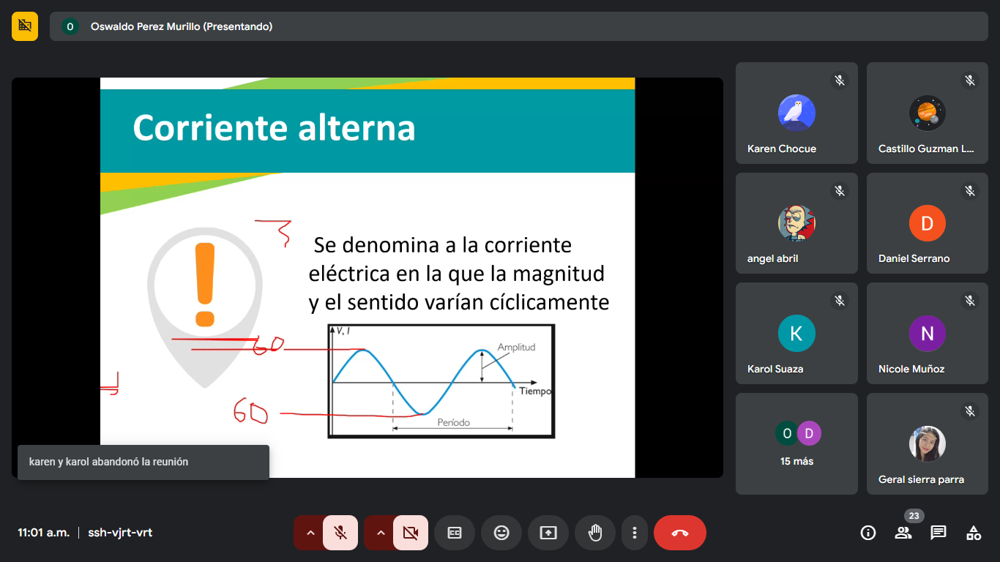 Oswaldo Perez Murillo (Presentando)
O
Corriente alterna
Se denomina a la corriente
eléctrica en la que la magnitud
y el sentido varían cíclicamente
V, I
Amplitud
Tiempo
Período
60
60
karen y karol abandonó la reunión
Karen Chocue
Castillo Guzman L...
angel abril
D
Daniel Serrano
K
Karol Suaza
N
Nicole Muñoz
O D
15 más
Geral sierra parra
11:01 a.m. | ssh-vjrt-vrt
23